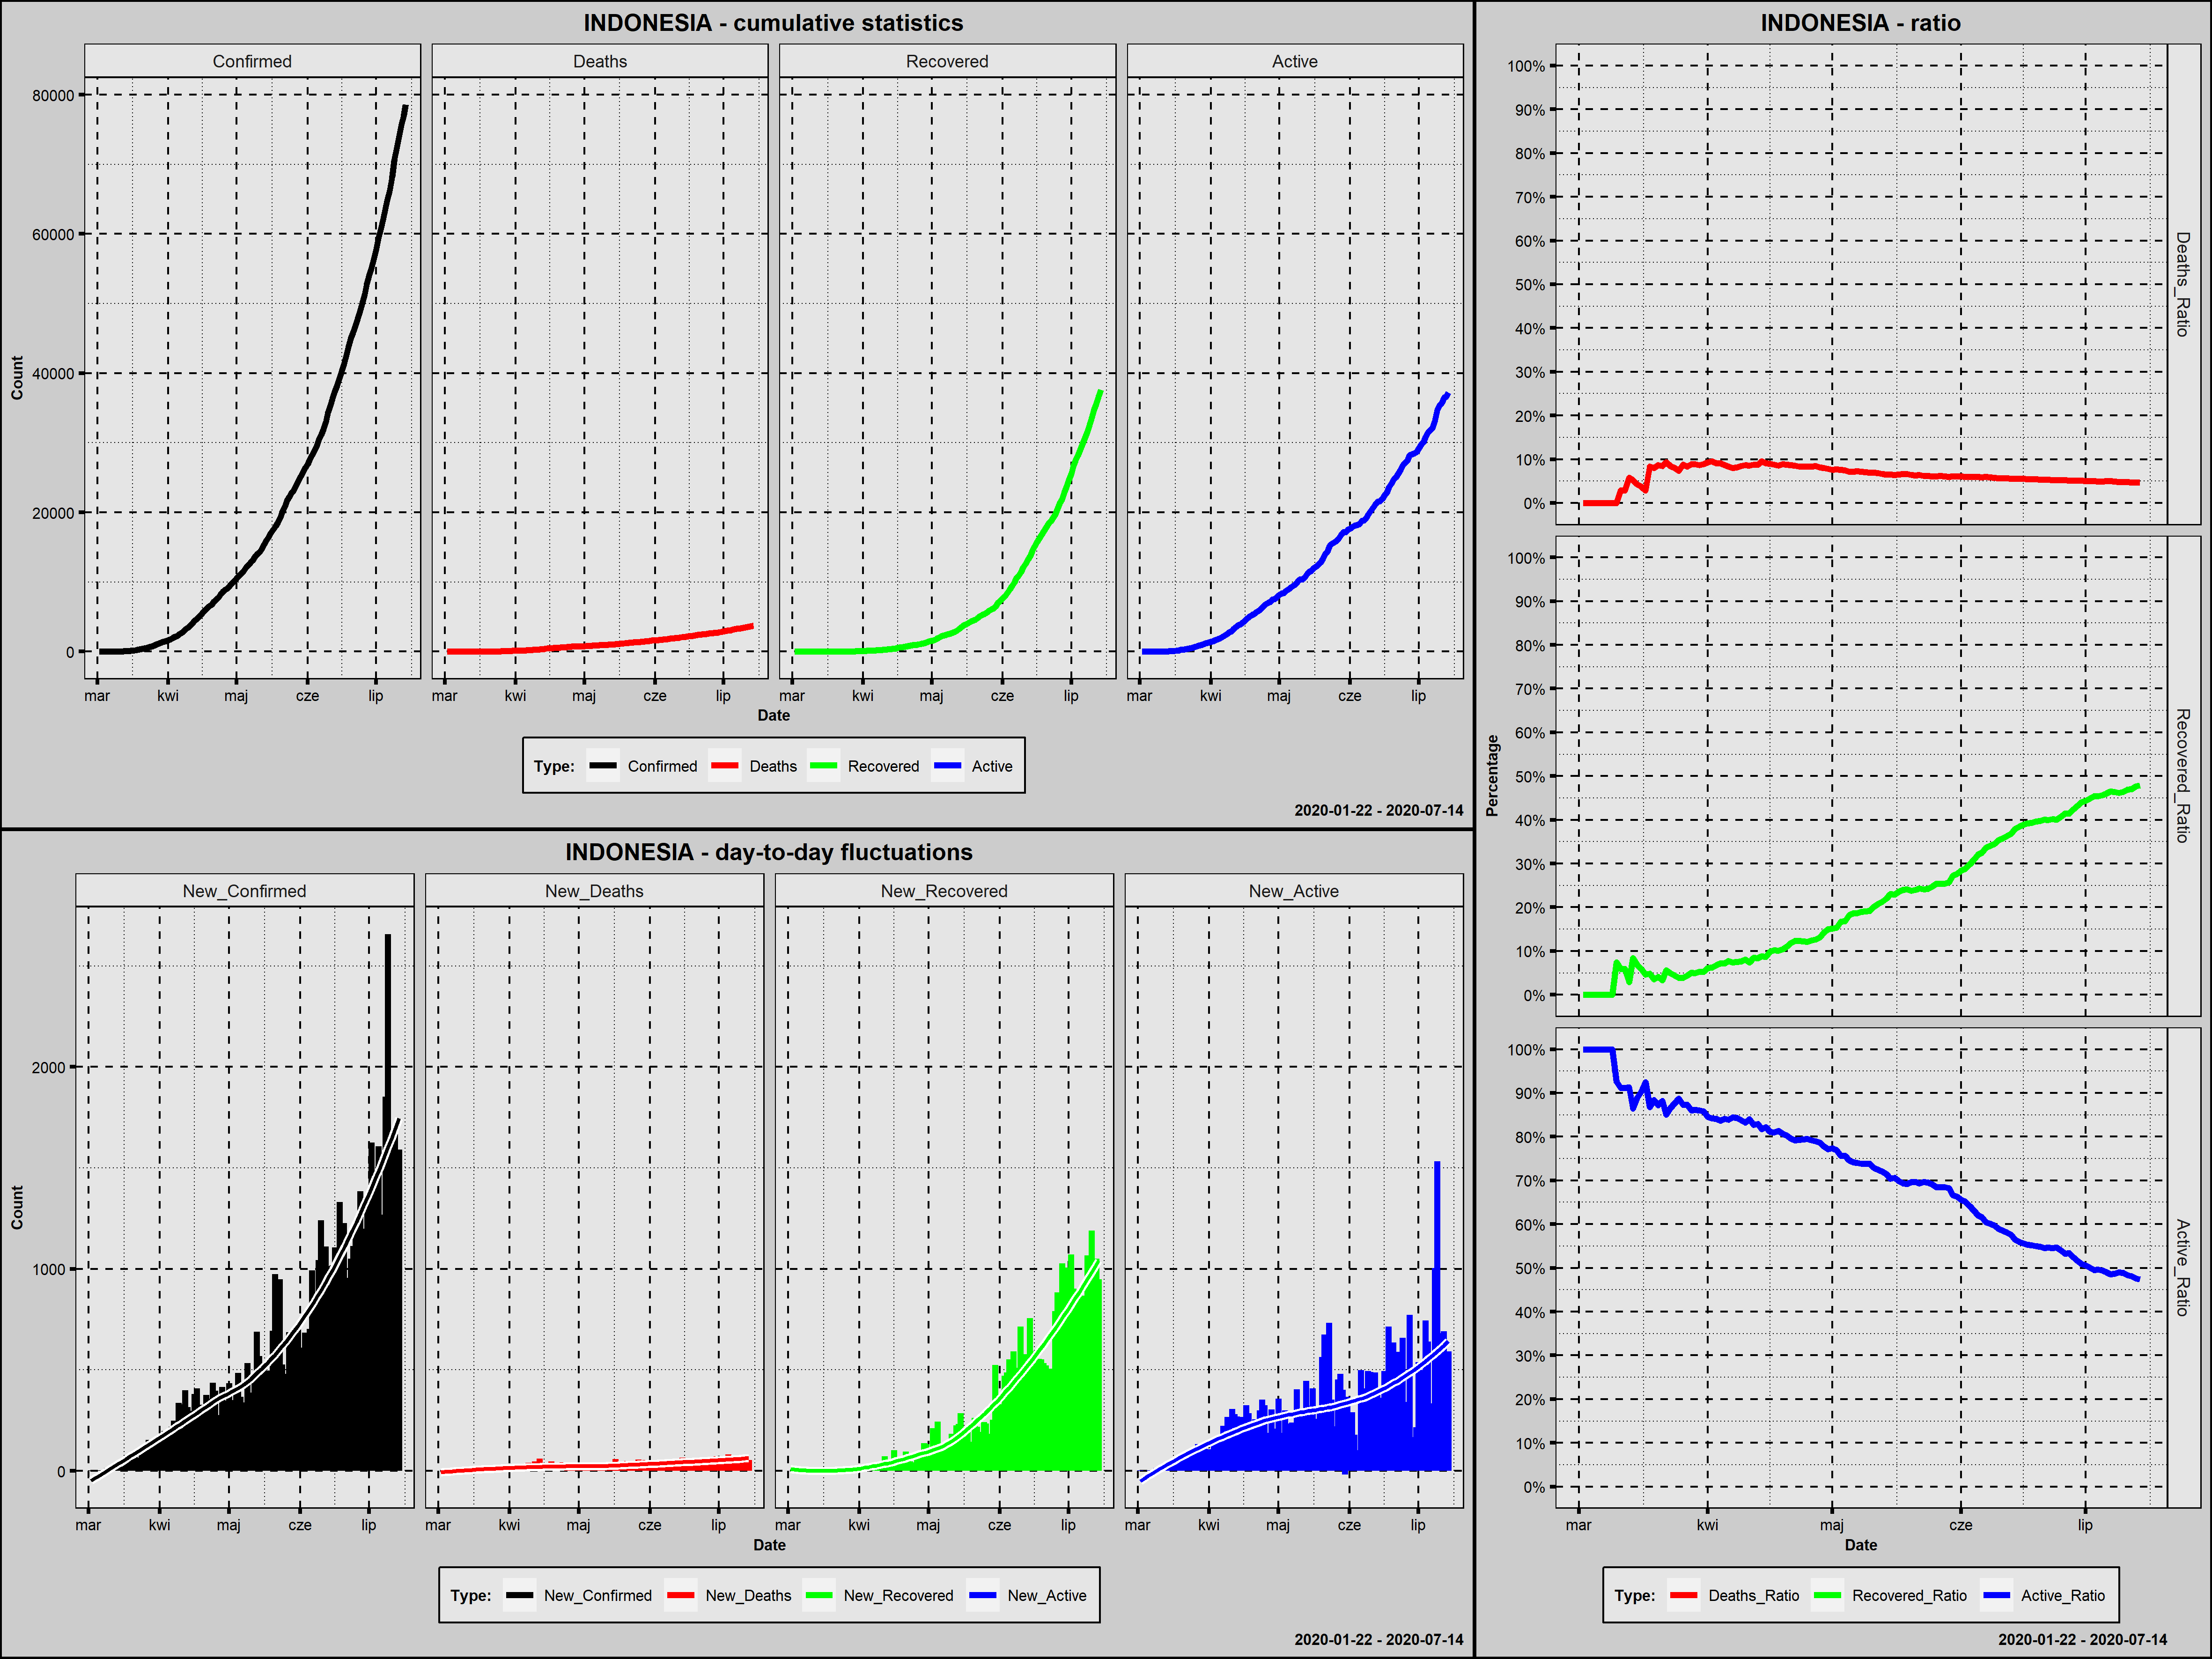 INDONESIA - cumulative statistics
Confirmed Deaths Recovered Active
Count
80000
60000
40000
20000
0
mar kwi maj cze lip mar kwi maj cze lip mar kwi maj cze lip mar kwi maj cze lip
Date
Type: Confirmed Deaths Recovered Active
2020-01-22 - 2020-07-14
INDONESIA - day-to-day fluctuations
New_Confirmed New_Deaths New_Recovered New_Active
Count
2000
1000
0
mar kwi maj cze lip mar kwi maj cze lip mar kwi maj cze lip mar kwi maj cze lip
Date
Type: New_Confirmed New_Deaths New_Recovered New_Active
2020-01-22 - 2020-07-14
INDONESIA - ratio
Percentage
100%
90%
80%
70%
60%
50%
40%
30%
20%
10%
0%
Deaths_Ratio
100%
90%
80%
70%
60%
50%
40%
30%
20%
10%
0%
Recovered_Ratio
100%
90%
80%
70%
60%
50%
40%
30%
20%
10%
0%
Active_Ratio
mar kwi maj cze lip
Date
Type: Deaths_Ratio Recovered_Ratio Active_Ratio
2020-01-22 - 2020-07-14